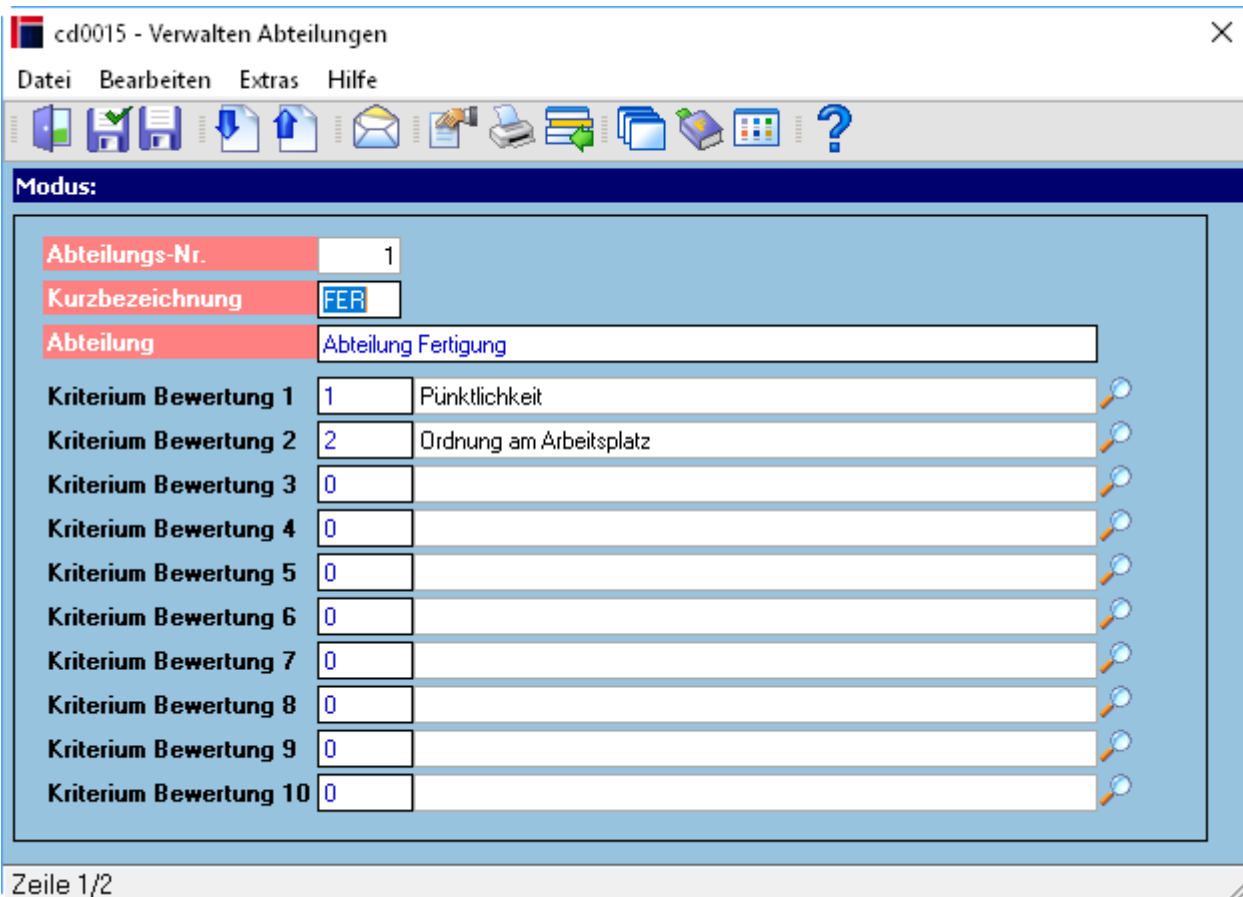 cd0015 - Verwalten Abteilungen
Datei Bearbeiten Extras Hilfe
Modus:
Abteilungs-Nr. 1
Kurzbezeichnung FER
Abteilung Abteilung Fertigung
Kriterium Bewertung 1 1 Pünktlichkeit
Kriterium Bewertung 2 2 Ordnung am Arbeitsplatz
Kriterium Bewertung 3 0
Kriterium Bewertung 4 0
Kriterium Bewertung 5 0
Kriterium Bewertung 6 0
Kriterium Bewertung 7 0
Kriterium Bewertung 8 0
Kriterium Bewertung 9 0
Kriterium Bewertung 10 0
Zeile 1/2